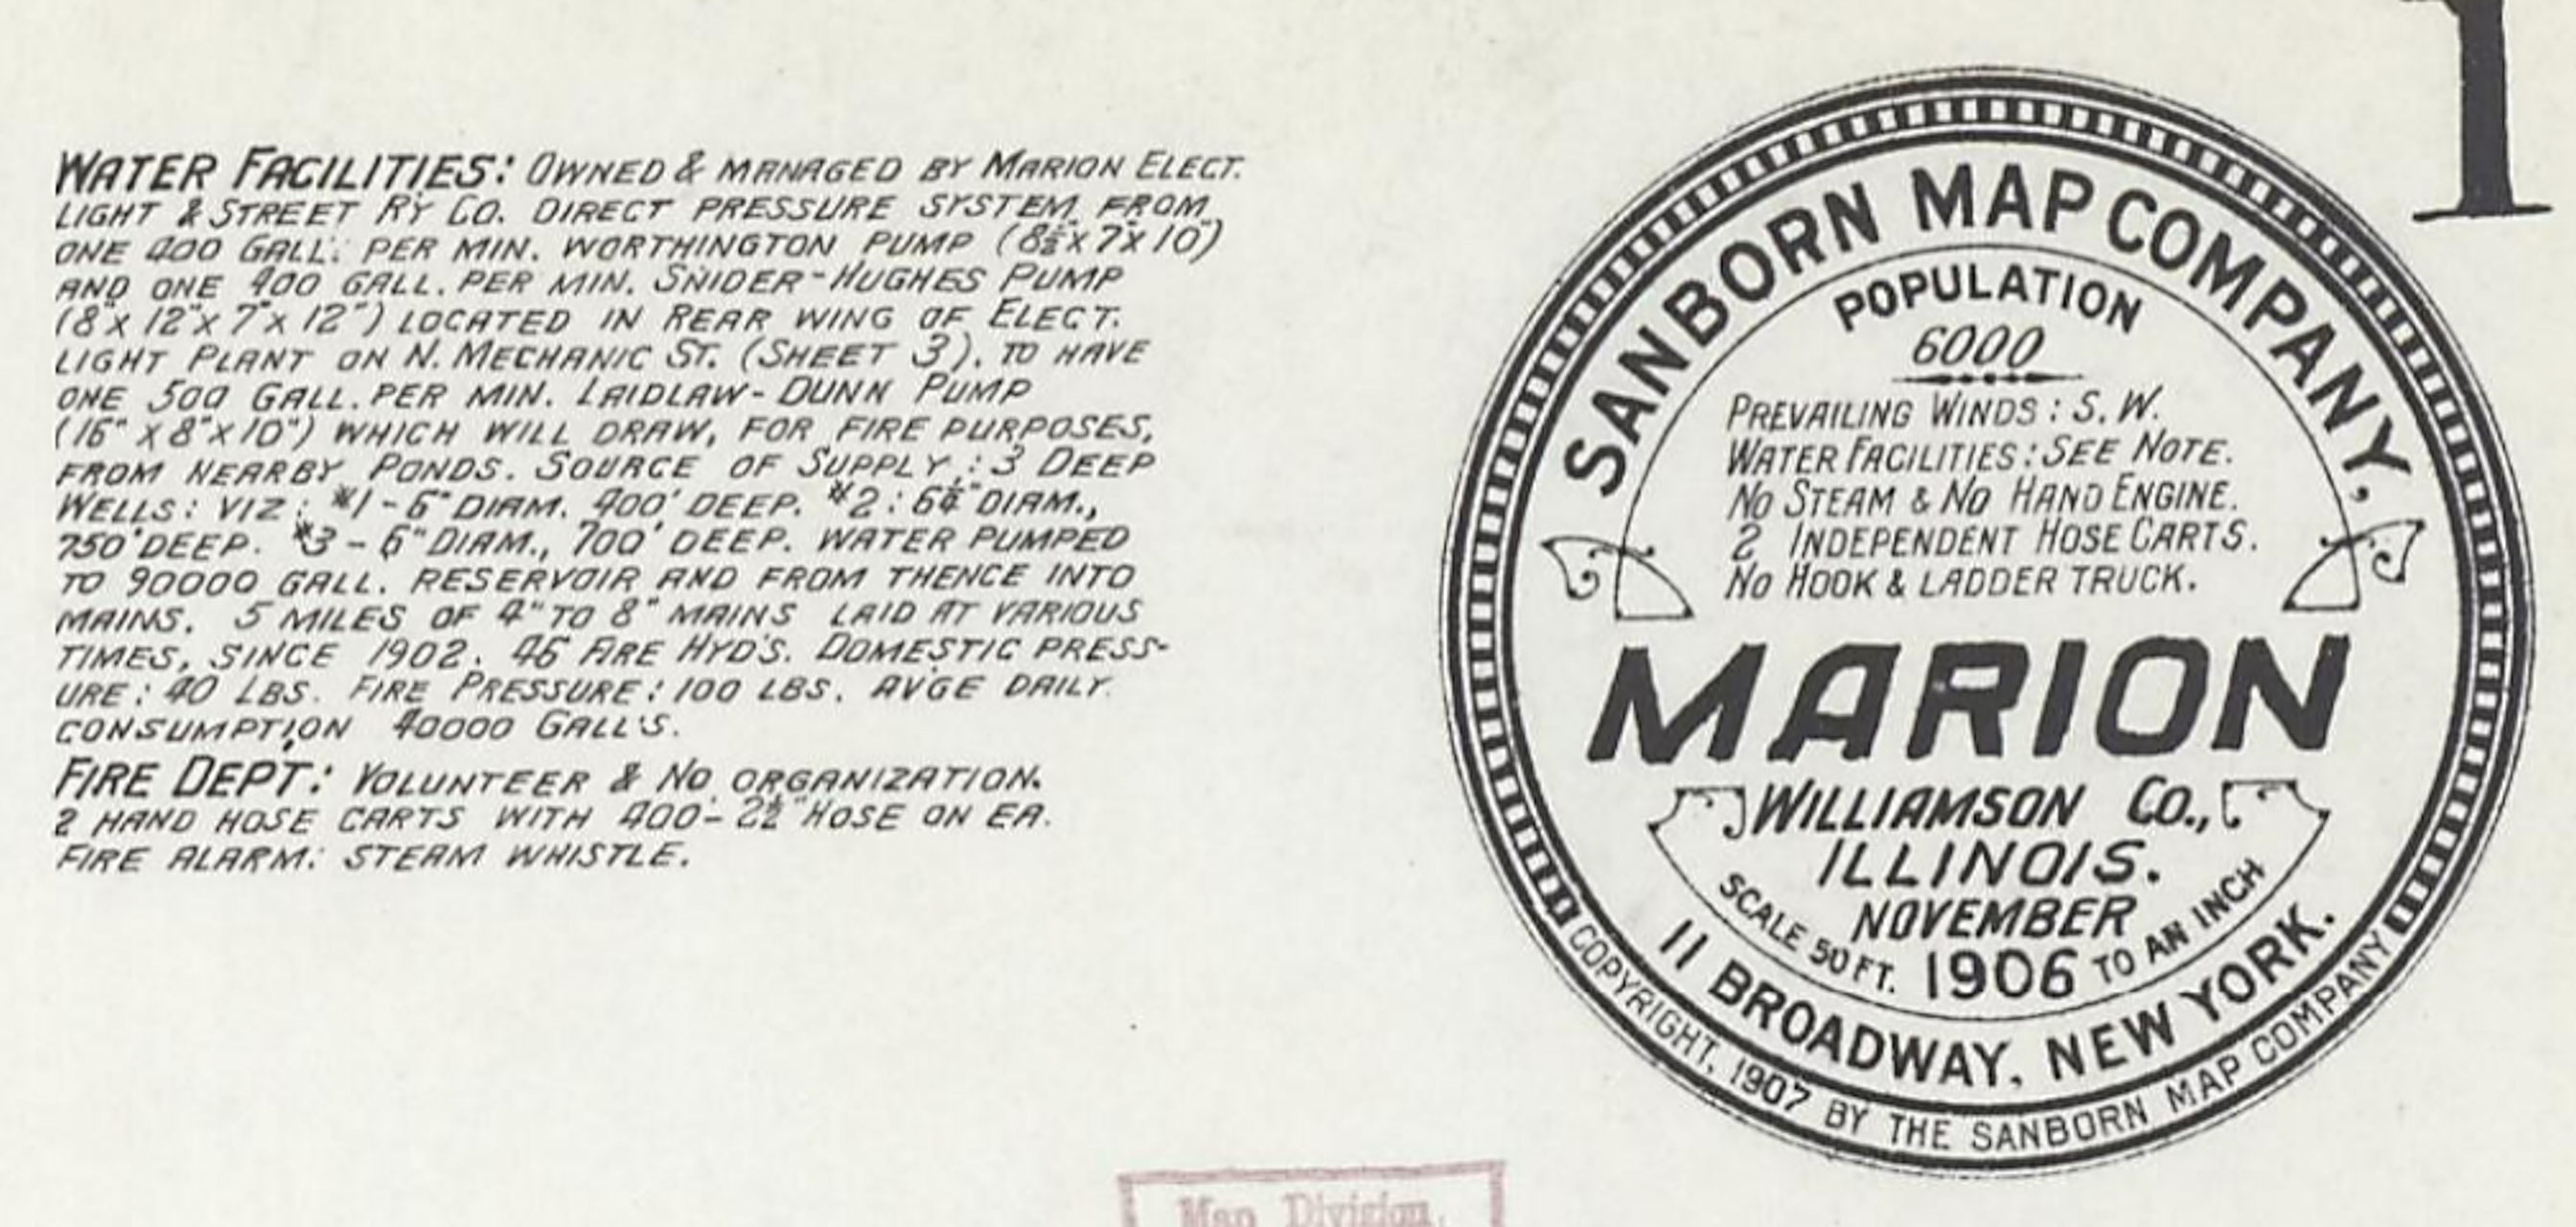 WATER FACILITIES: OWNED & MANAGED BY MARION ELECT.
LIGHT & STREET RY CO. DIRECT PRESSURE SYSTEM FROM
ONE 400 GALL. PER MIN. WORTHINGTON PUMP (8½"x 7"x 10")
AND ONE 400 GALL. PER MIN. SNIDER-HUGHES PUMP
(8"x 12"x 7"x 12") LOCATED IN REAR WING OF ELECT.
LIGHT PLANT ON N. MECHANIC ST. (SHEET 3). TO HAVE
ONE 500 GALL. PER MIN. LAIDLAW-DUNN PUMP
(16" x 8"x 10") WHICH WILL DRAW, FOR FIRE PURPOSES,
FROM NEARBY PONDS. SOURCE OF SUPPLY: 3 DEEP
WELLS: VIZ: #1-6" DIAM. 400' DEEP. #2: 6¼" DIAM.,
750' DEEP. #3-6" DIAM., 700' DEEP. WATER PUMPED
TO 90000 GALL. RESERVOIR AND FROM THENCE INTO
MAINS. 5 MILES OF 4" TO 8" MAINS LAID AT VARIOUS
TIMES, SINCE 1902. 46 FIRE HYD'S. DOMESTIC PRESS-
URE: 40 LBS. FIRE PRESSURE: 100 LBS. AV'GE DAILY
CONSUMPTION 40000 GALL'S.
FIRE DEPT.: VOLUNTEER & NO ORGANIZATION.
2 HAND HOSE CARTS WITH 400'-2½" HOSE ON EA.
FIRE ALARM: STEAM WHISTLE.
1
SANBORN MAP COMPANY,
POPULATION
6000
PREVAILING WINDS: S.W.
WATER FACILITIES: SEE NOTE.
NO STEAM & NO HAND ENGINE.
2 INDEPENDENT HOSE CARTS.
NO HOOK & LADDER TRUCK.
MARION
WILLIAMSON CO.,
ILLINOIS.
NOVEMBER
1906
SCALE 50 FT. TO AN INCH
11 BROADWAY, NEW YORK.
COPYRIGHT, 1907 BY THE SANBORN MAP COMPANY
Map Division,